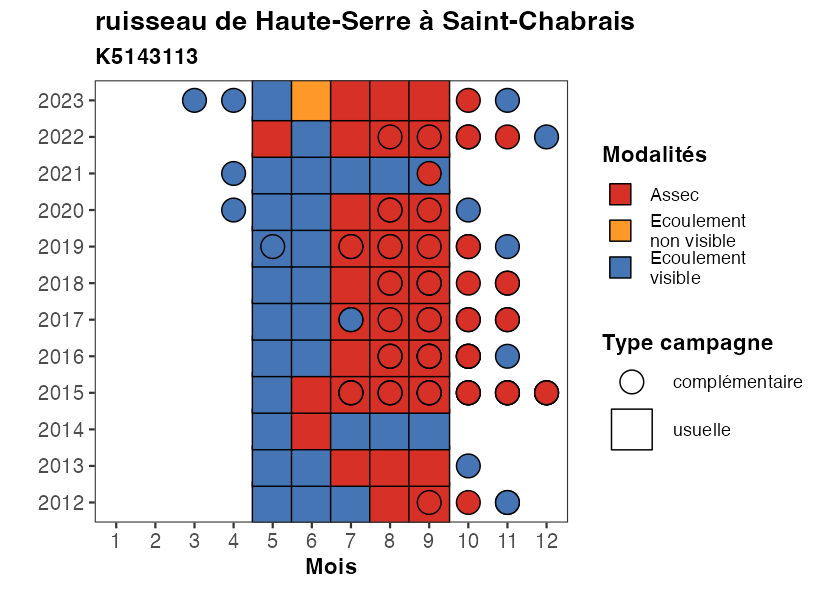 ruisseau de Haute-Serre à Saint-Chabrais
K5143113
2023
2022
2021
2020
2019
2018
2017
2016
2015
2014
2013
2012
1 2 3 4 5 6 7 8 9 10 11 12
Mois
Modalités
Assec
Ecoulement
non visible
Ecoulement
visible
Type campagne
complémentaire
usuelle